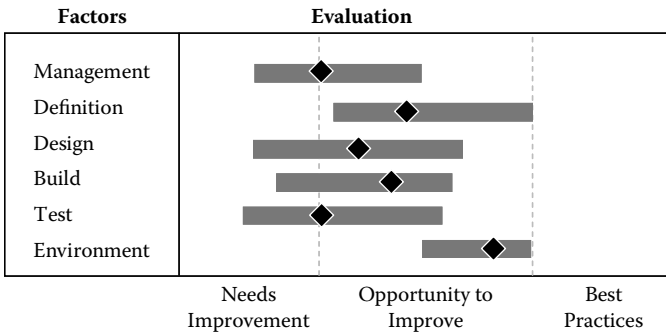 Factors Evaluation
Management
Definition
Design
Build
Test
Environment
Needs Opportunity to Best
Improvement Improve Practices